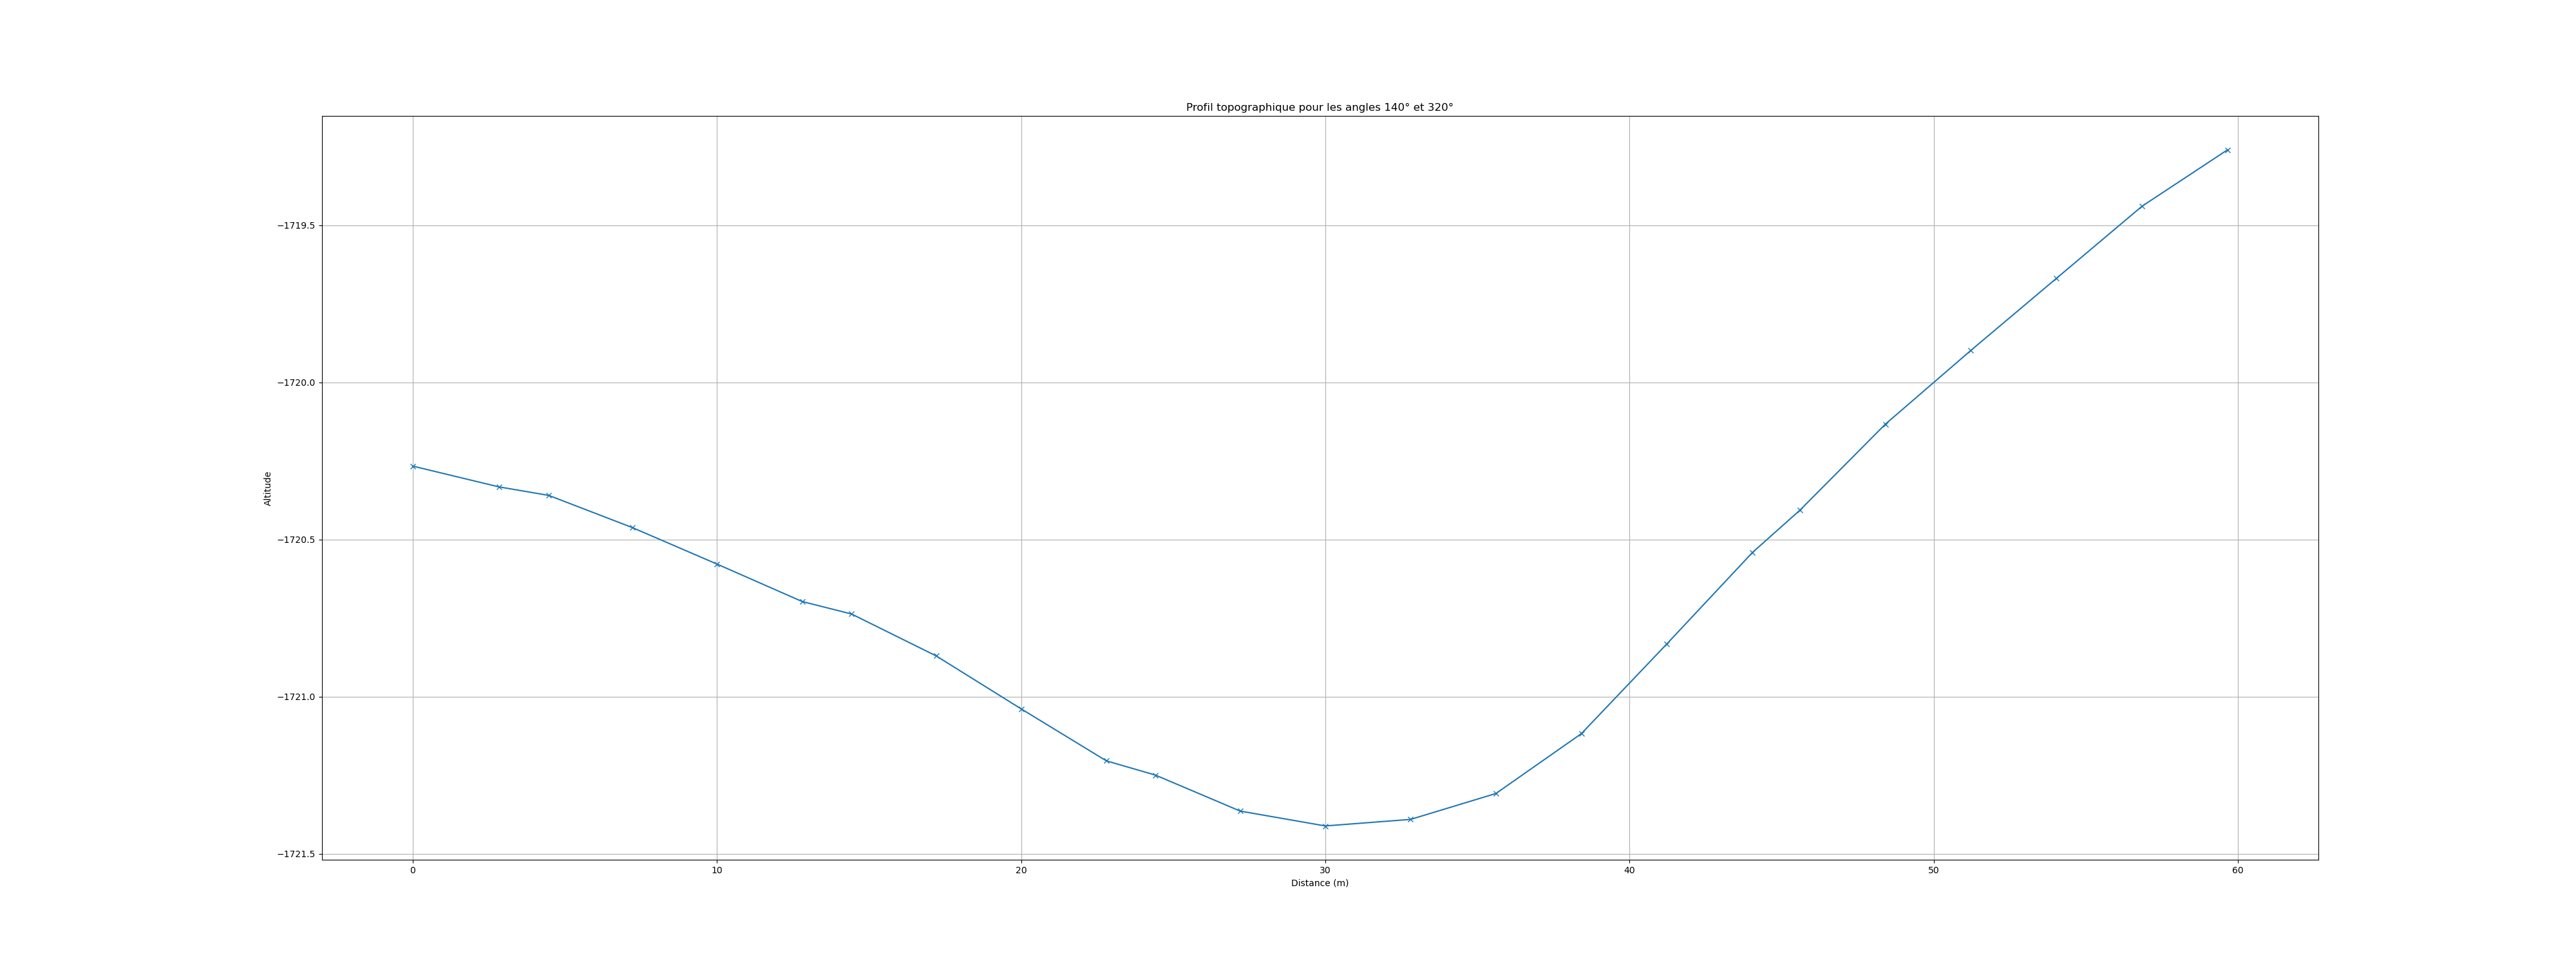 Profil topographique pour les angles 140° et 320°
Altitude
−1719.5
−1720.0
−1720.5
−1721.0
−1721.5
0 10 20 30 40 50 60
Distance (m)